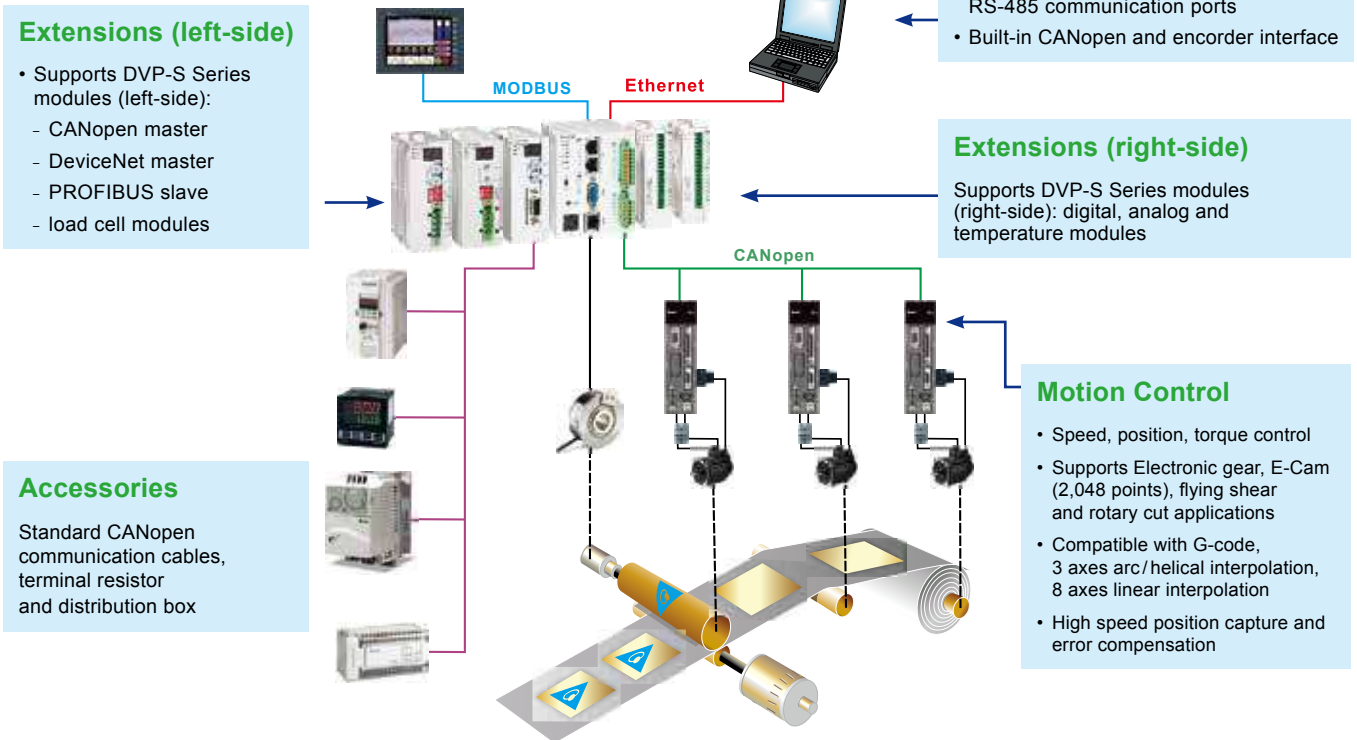 RS-485 communication ports
• Built-in CANopen and encorder interface
Extensions (left-side)
• Supports DVP-S Series
modules (left-side):
- CANopen master
- DeviceNet master
- PROFIBUS slave
- load cell modules
MODBUS
Ethernet
Extensions (right-side)
Supports DVP-S Series modules
(right-side): digital, analog and
temperature modules
CANopen
Motion Control
• Speed, position, torque control
• Supports Electronic gear, E-Cam
(2,048 points), flying shear
and rotary cut applications
• Compatible with G-code,
3 axes arc/helical interpolation,
8 axes linear interpolation
• High speed position capture and
error compensation
Accessories
Standard CANopen
communication cables,
terminal resistor
and distribution box